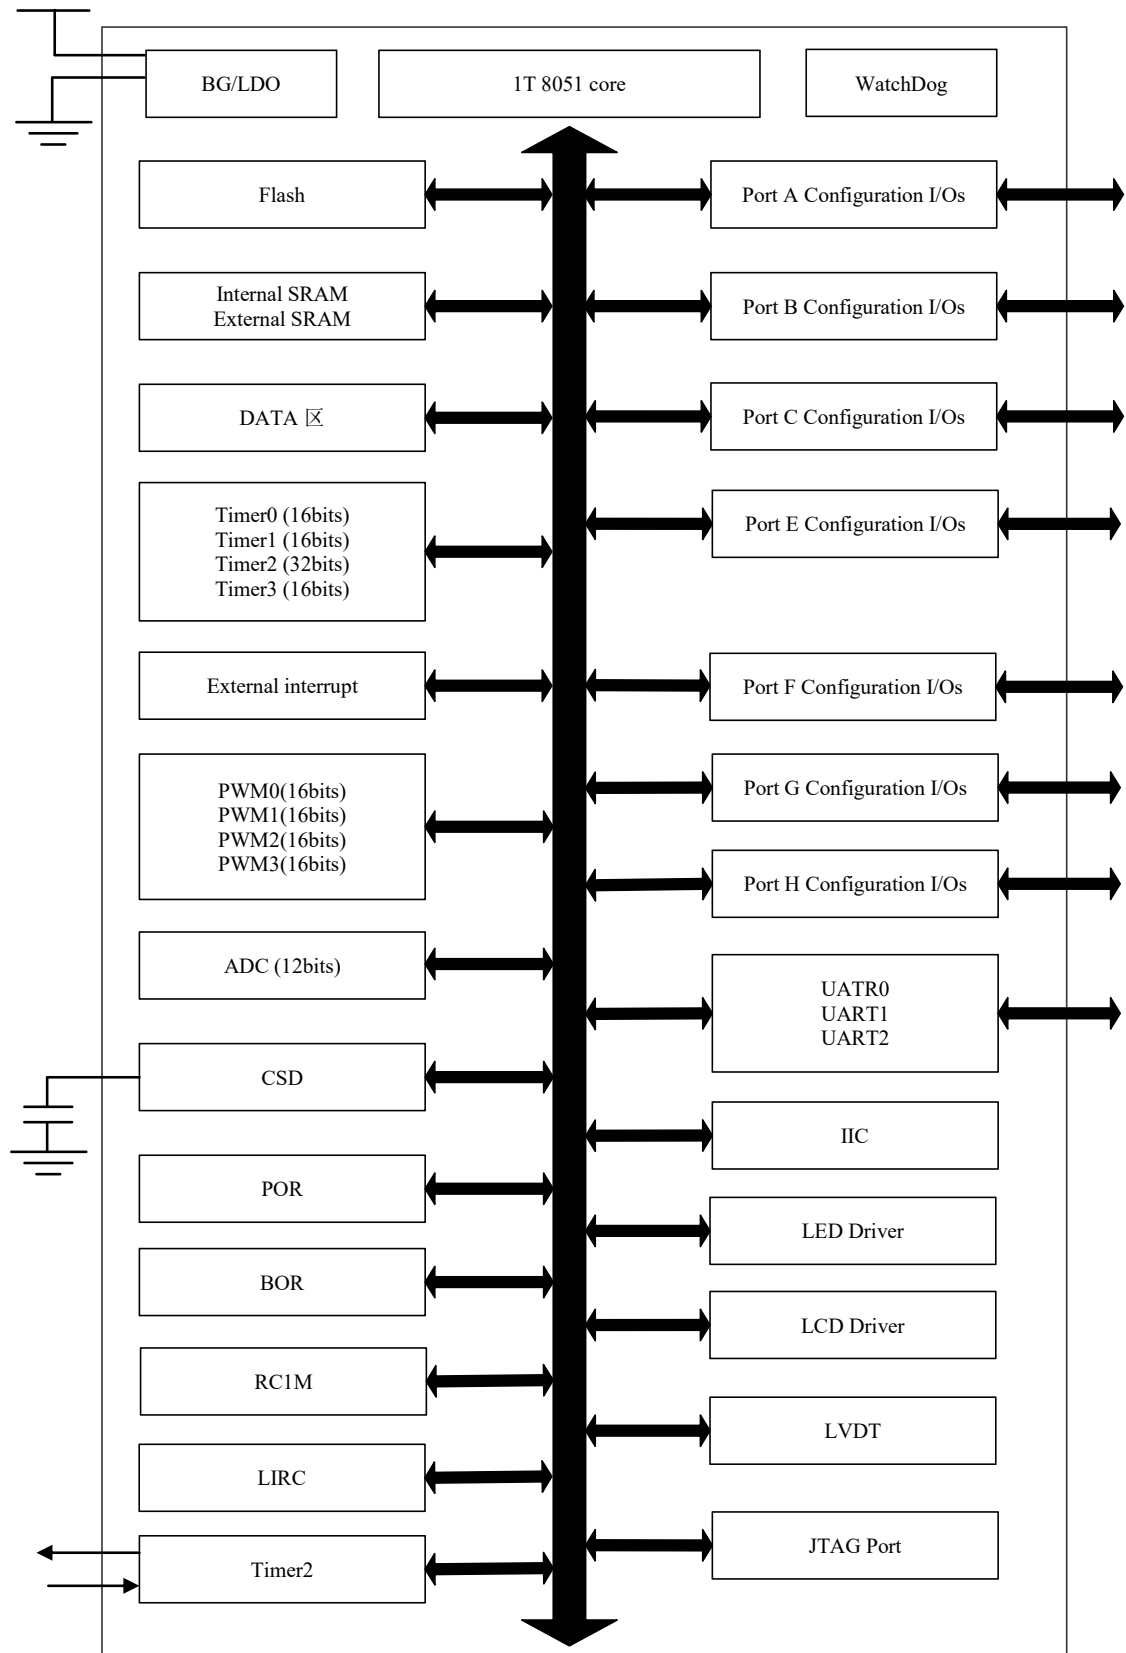 BG/LDO
1T 8051 core
WatchDog
Flash
Port A Configuration I/Os
Internal SRAM
External SRAM
Port B Configuration I/Os
DATA 区
Port C Configuration I/Os
Timer0 (16bits)
Timer1 (16bits)
Timer2 (32bits)
Timer3 (16bits)
Port E Configuration I/Os
External interrupt
Port F Configuration I/Os
PWM0(16bits)
PWM1(16bits)
PWM2(16bits)
PWM3(16bits)
Port G Configuration I/Os
Port H Configuration I/Os
ADC (12bits)
UATR0
UART1
UART2
CSD
IIC
POR
LED Driver
BOR
LCD Driver
RC1M
LVDT
LIRC
JTAG Port
Timer2